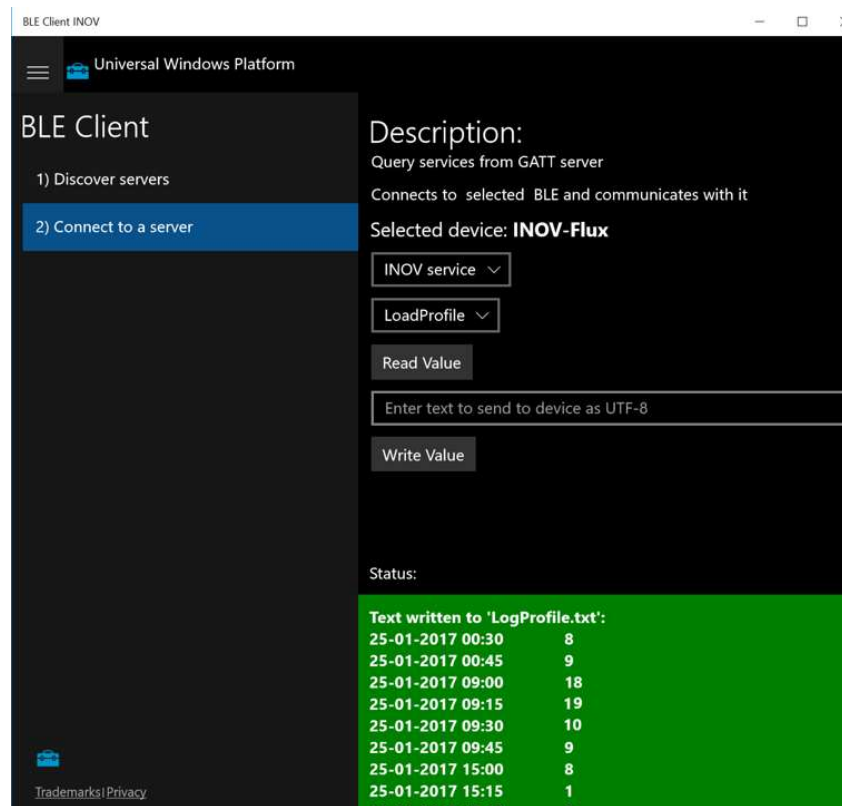 BLE Client INOV
Universal Windows Platform
BLE Client
1) Discover servers
2) Connect to a server
Trademarks|Privacy
Description:
Query services from GATT server
Connects to selected BLE and communicates with it
Selected device: INOV-Flux
INOV service
LoadProfile
Read Value
Enter text to send to device as UTF-8
Write Value
Status:
Text written to 'LogProfile.txt':
25-01-2017 00:30 8
25-01-2017 00:45 9
25-01-2017 09:00 18
25-01-2017 09:15 19
25-01-2017 09:30 10
25-01-2017 09:45 9
25-01-2017 15:00 8
25-01-2017 15:15 1